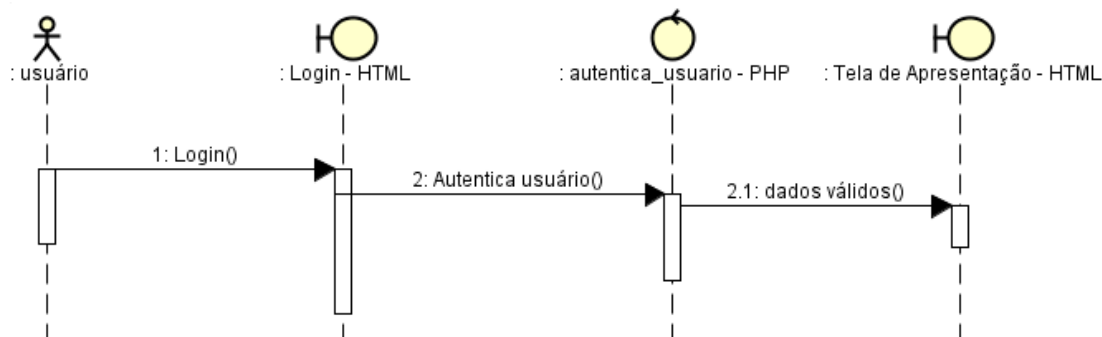 : usuário
: Login - HTML
: autentica_usuario - PHP
: Tela de Apresentação - HTML
1: Login()
2: Autentica usuário()
2.1: dados válidos()